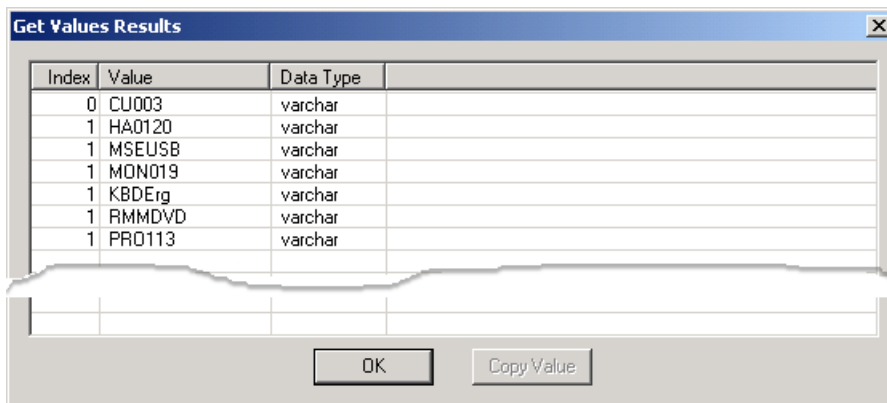 Get Values Results
Index Value Data Type
0 CU003 varchar
1 HA0120 varchar
1 MSEUSB varchar
1 MON019 varchar
1 KBDErg varchar
1 RMMDVD varchar
1 PRO113 varchar
OK Copy Value